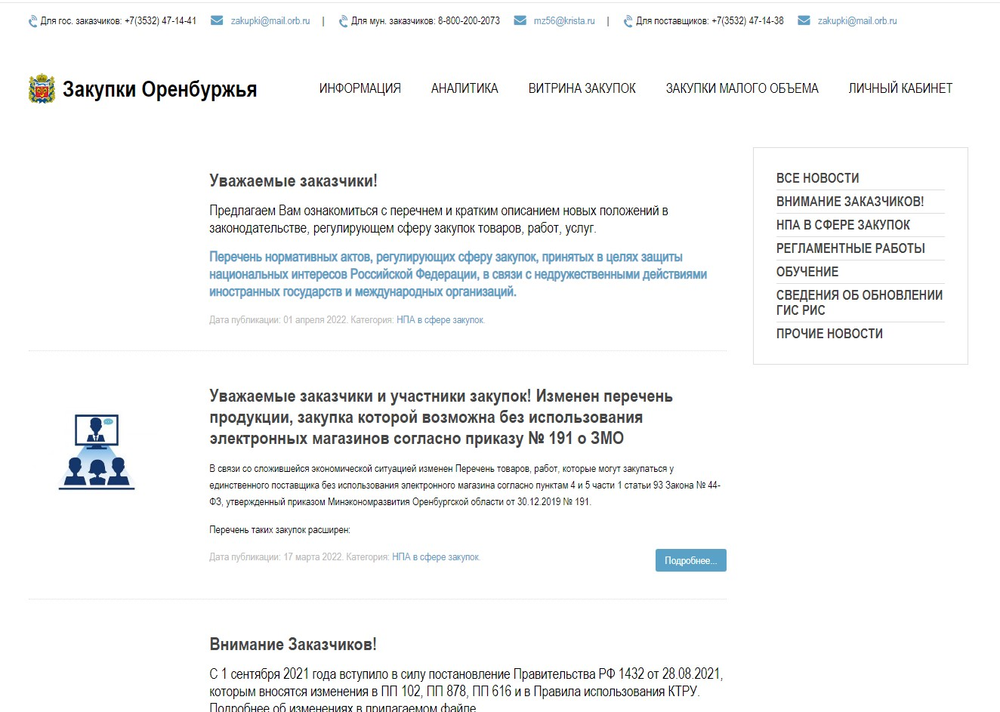 Для гос. заказчиков: +7(3532) 47-14-41 zakupki@mail.orb.ru | Для мун. заказчиков: 8-800-200-2073 mz56@krista.ru | Для поставщиков: +7(3532) 47-14-38 zakupki@mail.orb.ru
Закупки Оренбуржья
ИНФОРМАЦИЯ АНАЛИТИКА ВИТРИНА ЗАКУПОК ЗАКУПКИ МАЛОГО ОБЪЕМА ЛИЧНЫЙ КАБИНЕТ
Уважаемые заказчики!
Предлагаем Вам ознакомиться с перечнем и кратким описанием новых положений в
законодательстве, регулирующем сферу закупок товаров, работ, услуг.
Перечень нормативных актов, регулирующих сферу закупок, принятых в целях защиты
национальных интересов Российской Федерации, в связи с недружественными действиями
иностранных государств и международных организаций.
Дата публикации: 01 апреля 2022. Категория: НПА в сфере закупок.
Уважаемые заказчики и участники закупок! Изменен перечень
продукции, закупка которой возможна без использования
электронных магазинов согласно приказу № 191 о ЗМО
В связи со сложившейся экономической ситуацией изменен Перечень товаров, работ, которые могут закупаться у
единственного поставщика без использования электронного магазина согласно пунктам 4 и 5 части 1 статьи 93 Закона № 44-
ФЗ, утвержденный приказом Минэкономразвития Оренбургской области от 30.12.2019 № 191.
Перечень таких закупок расширен:
Дата публикации: 17 марта 2022. Категория: НПА в сфере закупок.
Подробнее...
Внимание Заказчиков!
С 1 сентября 2021 года вступило в силу постановление Правительства РФ 1432 от 28.08.2021,
которым вносятся изменения в ПП 102, ПП 878, ПП 616 и в Правила использования КТРУ.
Подробнее об изменениях в прилагаемом файле
ВСЕ НОВОСТИ
ВНИМАНИЕ ЗАКАЗЧИКОВ!
НПА В СФЕРЕ ЗАКУПОК
РЕГЛАМЕНТНЫЕ РАБОТЫ
ОБУЧЕНИЕ
СВЕДЕНИЯ ОБ ОБНОВЛЕНИИ
ГИС РИС
ПРОЧИЕ НОВОСТИ